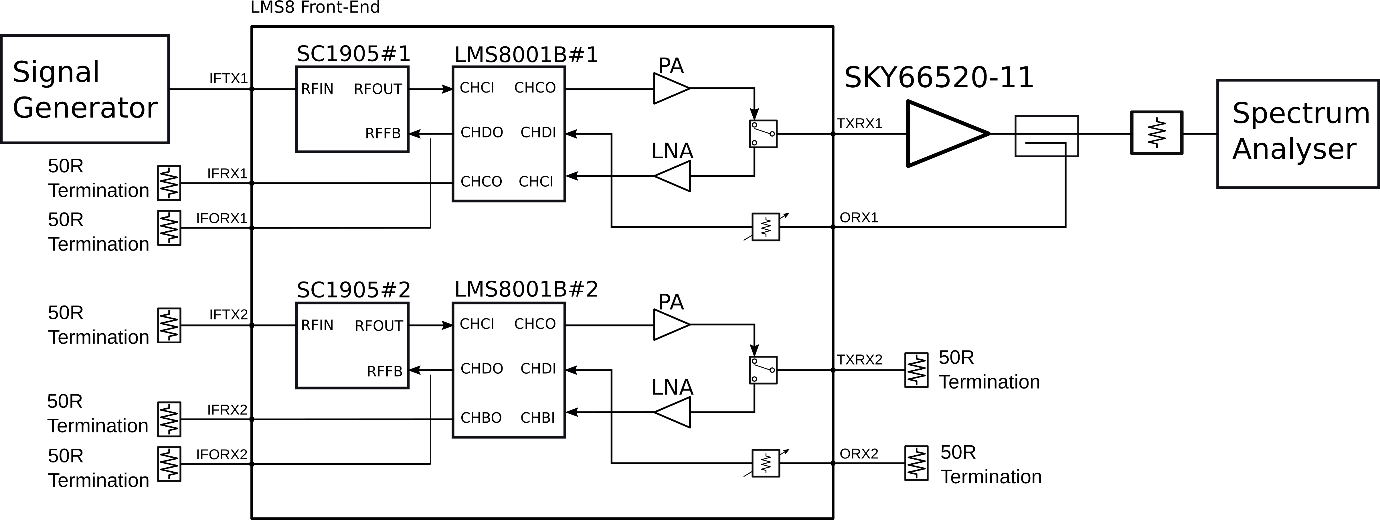 LMS8 Front-End
Signal
Generator
IFTX1
SC1905#1
RFIN RFOUT
RFFB
LMS8001B#1
CHCI CHCO
CHDO CHDI
CHCO CHCI
PA
LNA
TXRX1
SKY66520-11
Spectrum
Analyser
50R
Termination
IFRX1
50R
Termination
IFORX1
ORX1
50R
Termination
IFTX2
SC1905#2
RFIN RFOUT
RFFB
LMS8001B#2
CHCI CHCO
CHDO CHDI
CHBO CHBI
PA
LNA
TXRX2
50R
Termination
50R
Termination
IFRX2
50R
Termination
IFORX2
ORX2
50R
Termination